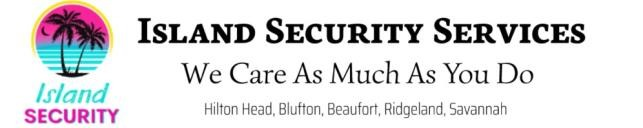 Island Security Services
We Care As Much As You Do
Island
SECURITY
Hilton Head, Blufton, Beaufort, Ridgeland, Savannah